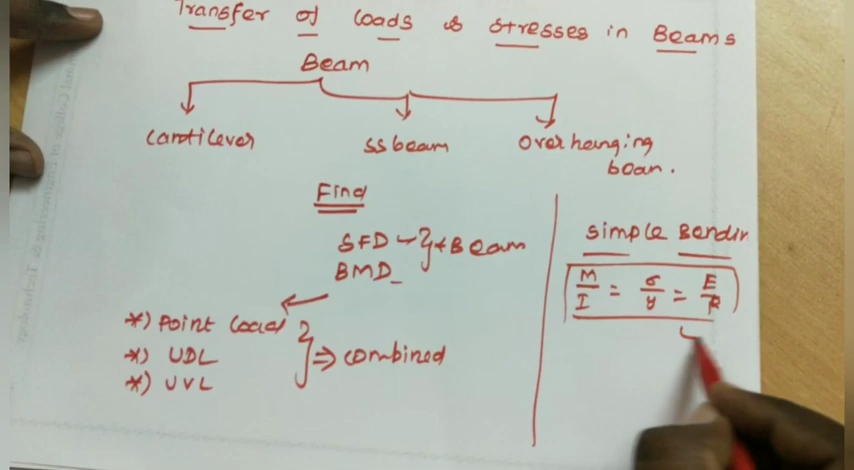 Transfer of loads & stresses in Beams
Beam
cantilever ss beam over hanging
bean.
Find
SFD
BMD
Beam
*) Point load
*) UDL
*) UVL
=> combined
Simple Bendin
M/I = σ/y = E/R